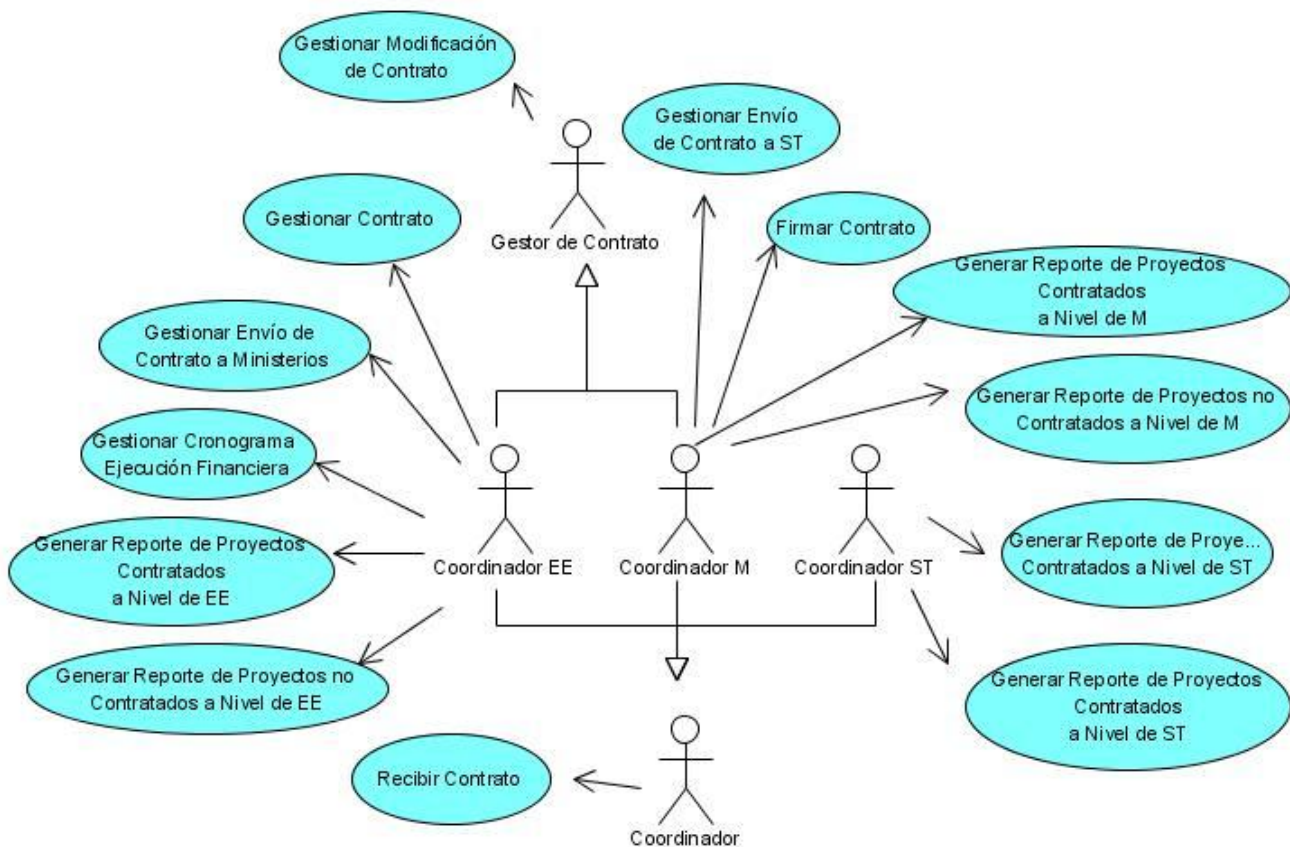 Gestionar Modificación
de Contrato
Gestionar Envío
de Contrato a ST
Gestionar Contrato
Gestor de Contrato
Firmar Contrato
Generar Reporte de Proyectos
Contratados
a Nivel de M
Gestionar Envío de
Contrato a Ministerios
Generar Reporte de Proyectos no
Contratados a Nivel de M
Gestionar Cronograma
Ejecución Financiera
Generar Reporte de Proyectos
Contratados
a Nivel de EE
Coordinador EE
Coordinador M
Coordinador ST
Generar Reporte de Proye...
Contratados a Nivel de ST
Generar Reporte de Proyectos no
Contratados a Nivel de EE
Generar Reporte de Proyectos
Contratados
a Nivel de ST
Recibir Contrato
Coordinador